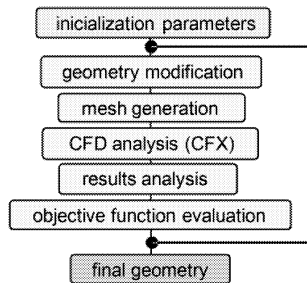 inicialization parameters
geometry modification
mesh generation
CFD analysis (CFX)
results analysis
objective function evaluation
final geometry